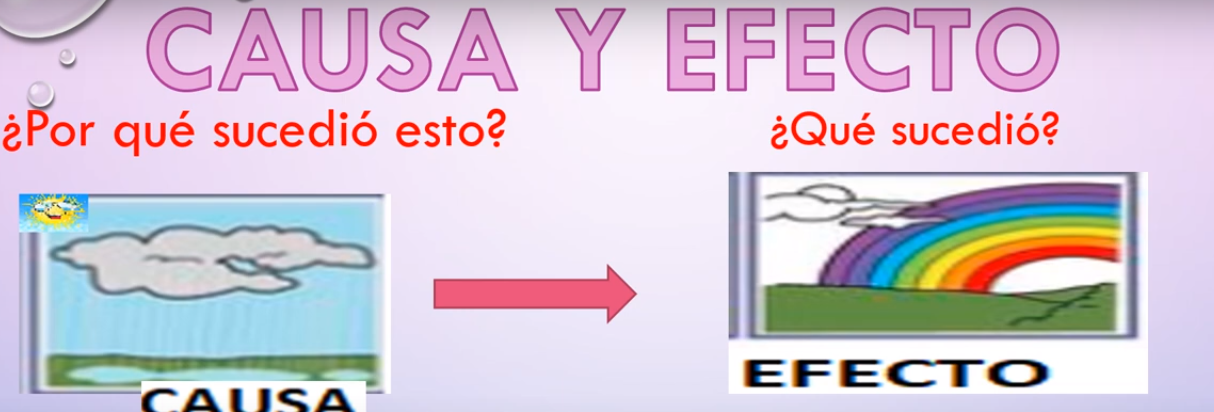 CAUSA Y EFECTO
¿Por qué sucedió esto? ¿Qué sucedió?
EFECTO
CAUSA